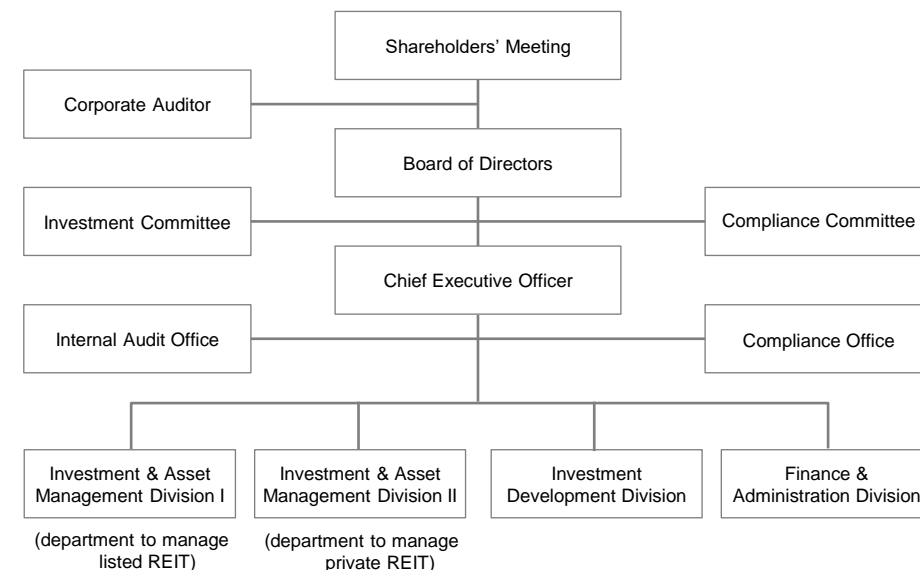 Shareholders’ Meeting
Corporate Auditor
Board of Directors
Investment Committee
Compliance Committee
Chief Executive Officer
Internal Audit Office
Compliance Office
Investment & Asset
Management Division I
(department to manage
listed REIT)
Investment & Asset
Management Division II
(department to manage
private REIT)
Investment
Development Division
Finance &
Administration Division